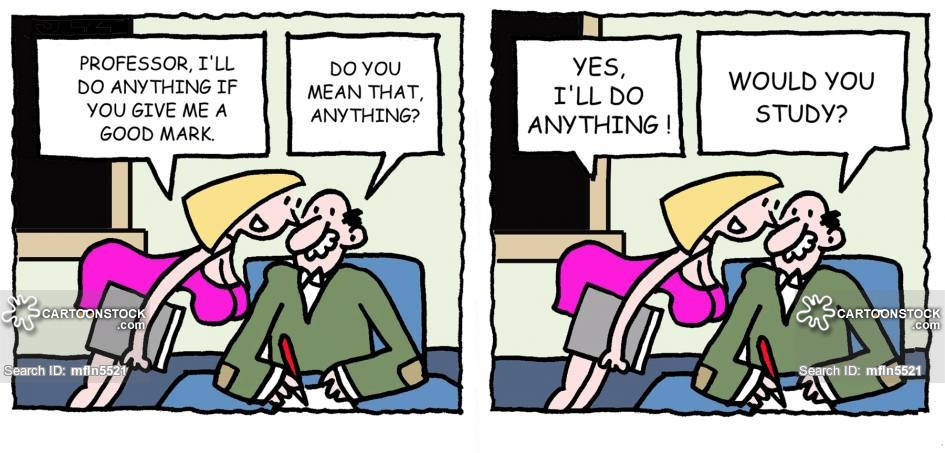 PROFESSOR, I'LL
DO ANYTHING IF
YOU GIVE ME A
GOOD MARK.
DO YOU
MEAN THAT,
ANYTHING?
YES,
I'LL DO
ANYTHING !
WOULD YOU
STUDY?
CARTOONSTOCK
.com
Search ID: mfln5521
CARTOONSTOCK
.com
Search ID: mfln5521